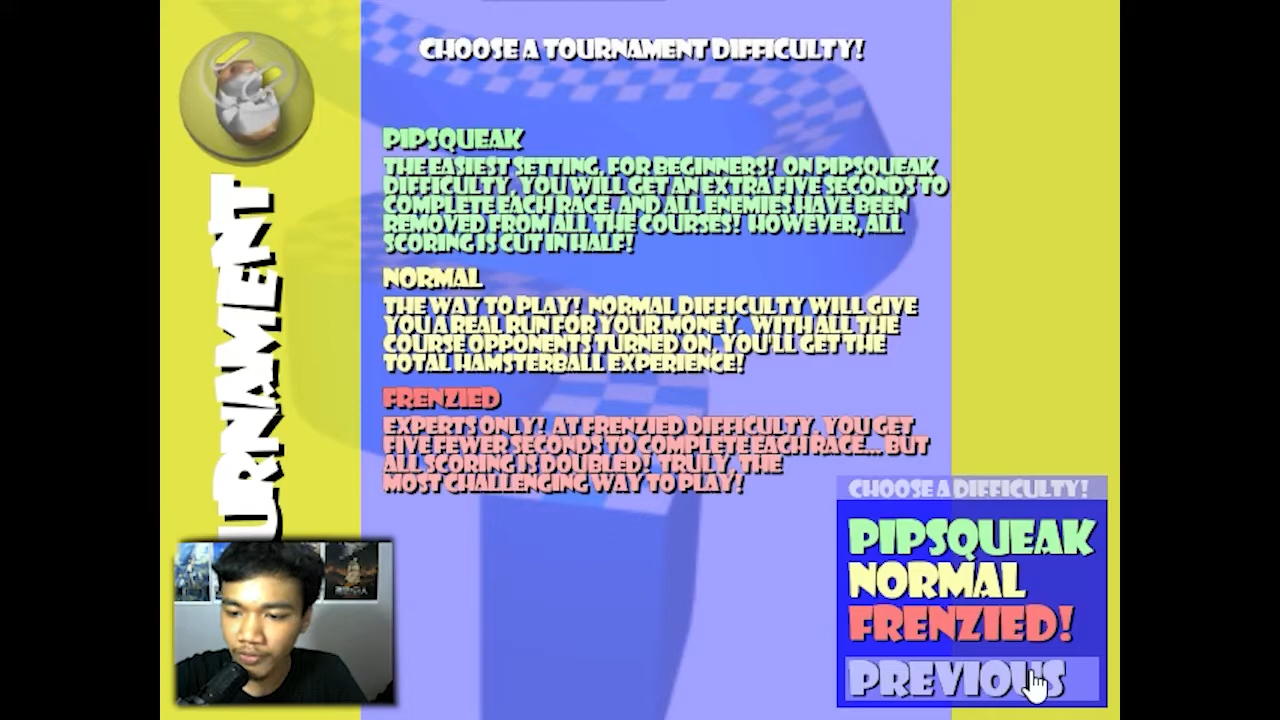 CHOOSE A TOURNAMENT DIFFICULTY!
PIPSQUEAK
THE EASIEST SETTING, FOR BEGINNERS! ON PIPSQUEAK
DIFFICULTY, YOU WILL GET AN EXTRA FIVE SECONDS TO
COMPLETE EACH RACE, AND ALL ENEMIES HAVE BEEN
REMOVED FROM ALL THE COURSES! HOWEVER, ALL
SCORING IS CUT IN HALF!
NORMAL
THE WAY TO PLAY! NORMAL DIFFICULTY WILL GIVE
YOU A REAL RUN FOR YOUR MONEY. WITH ALL THE
COURSE OPPONENTS TURNED ON, YOU'LL GET THE
TOTAL HAMSTERBALL EXPERIENCE!
FRENZIED
EXPERTS ONLY! AT FRENZIED DIFFICULTY, YOU GET
FIVE FEWER SECONDS TO COMPLETE EACH RACE... BUT
ALL SCORING IS DOUBLED! TRULY, THE
MOST CHALLENGING WAY TO PLAY!
URNAMENT
CHOOSE A DIFFICULTY!
PIPSQUEAK
NORMAL
FRENZIED!
PREVIOUS